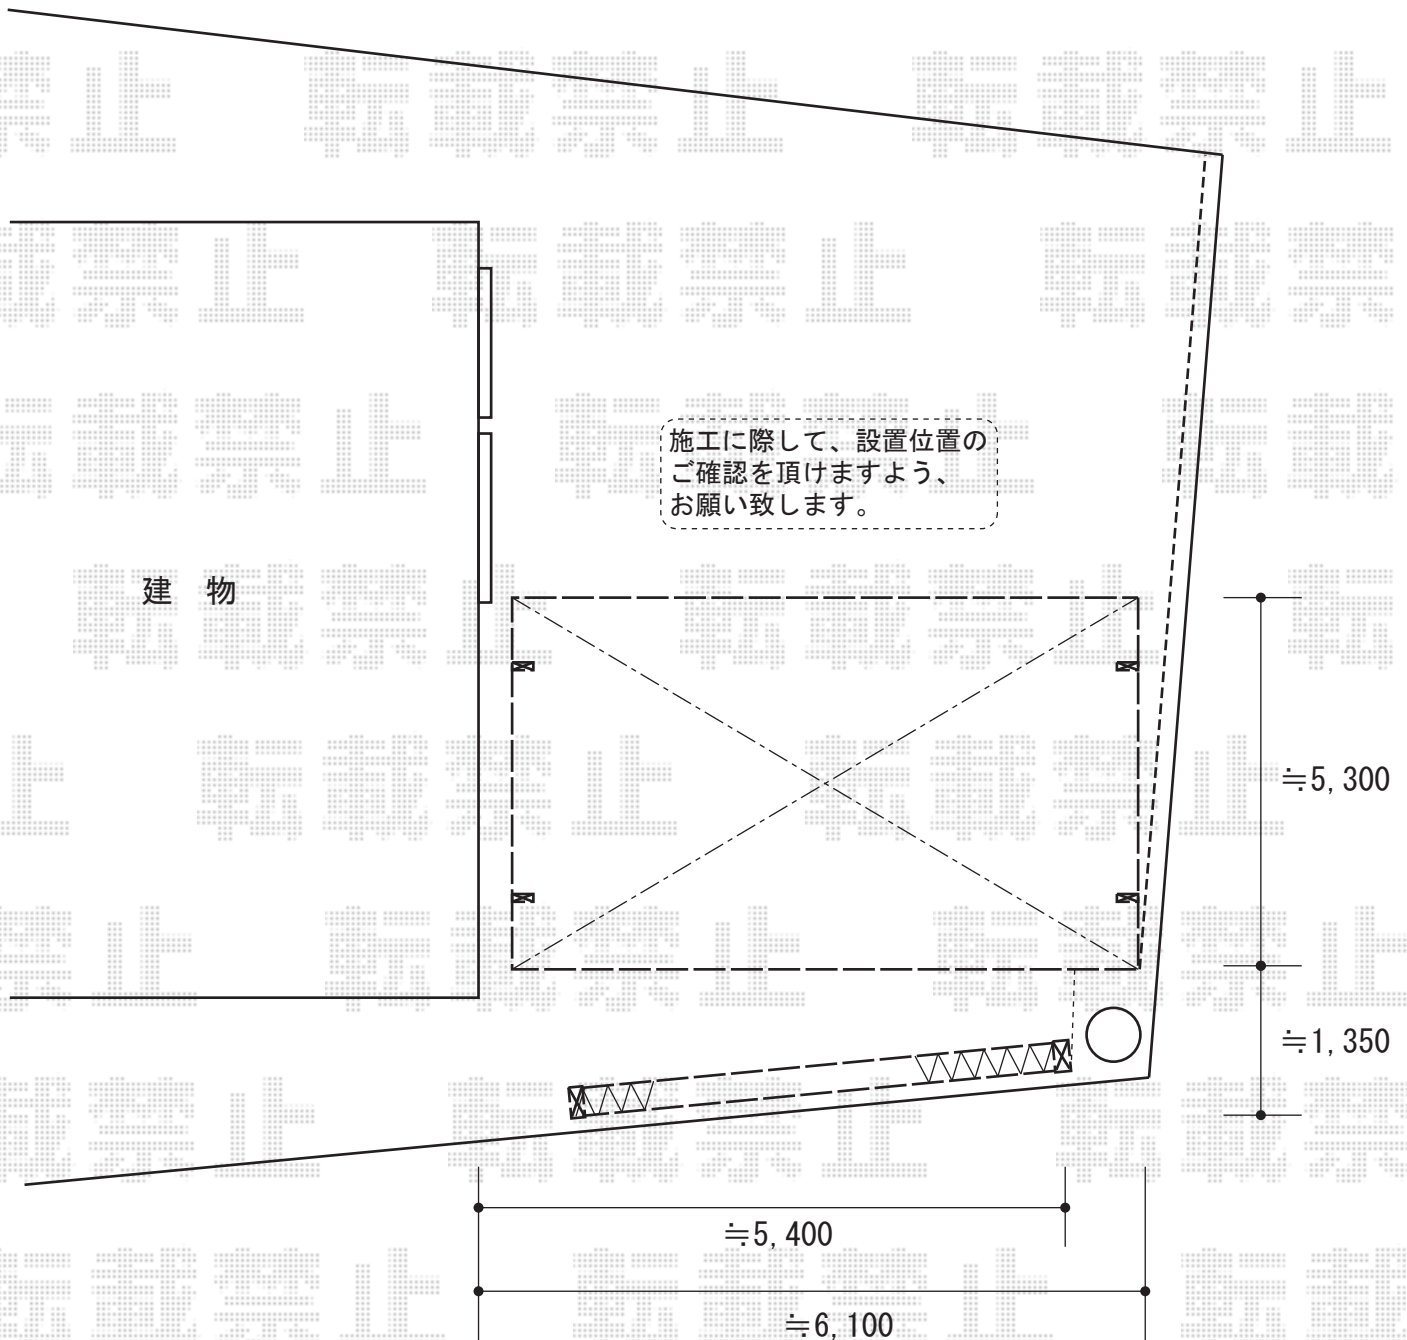 転載禁止
施工に際して、設置位置の
ご確認を頂けますよう、
お願い致します。
建　物
≒5,300
≒1,350
≒5,400
≒6,100